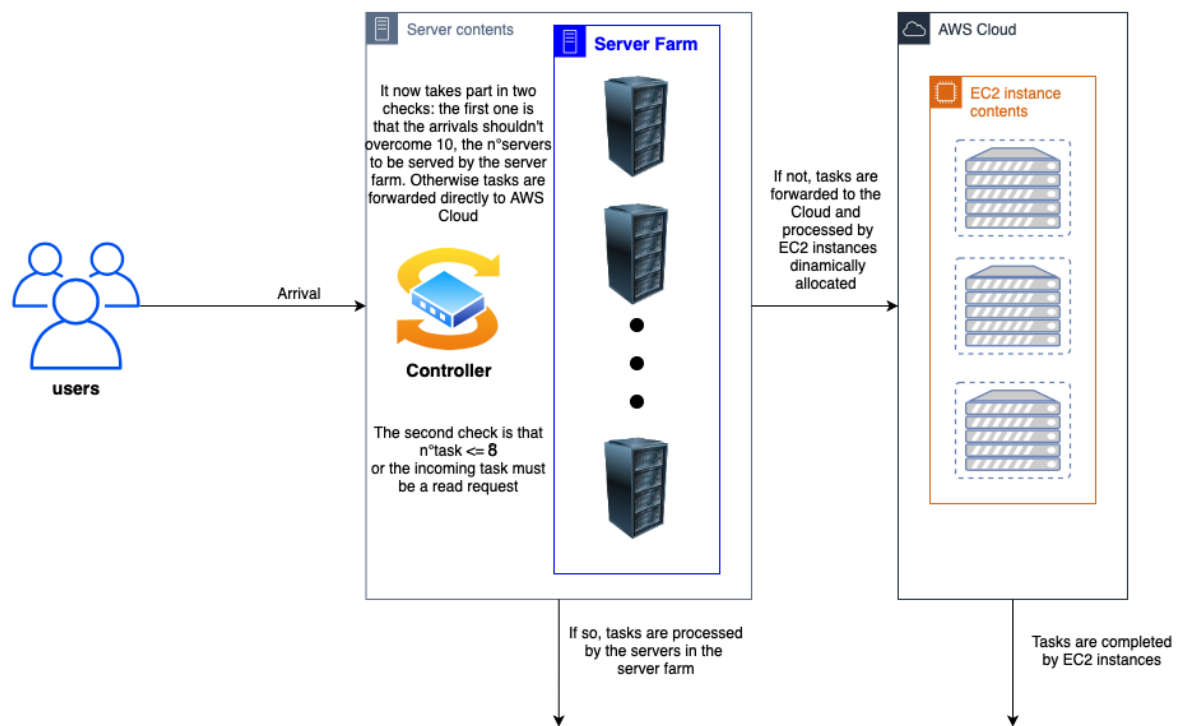 Server contents
Server Farm
AWS Cloud
EC2 instance
contents
It now takes part in two
checks: the first one is
that the arrivals shouldn't
overcome 10, the n°servers
to be served by the server
farm. Otherwise tasks are
forwarded directly to AWS
Cloud
If not, tasks are
forwarded to the
Cloud and
processed by
EC2 instances
dinamically
allocated
Arrival
users
Controller
The second check is that
n°task <= 8
or the incoming task must
be a read request
If so, tasks are processed
by the servers in the
server farm
Tasks are completed
by EC2 instances